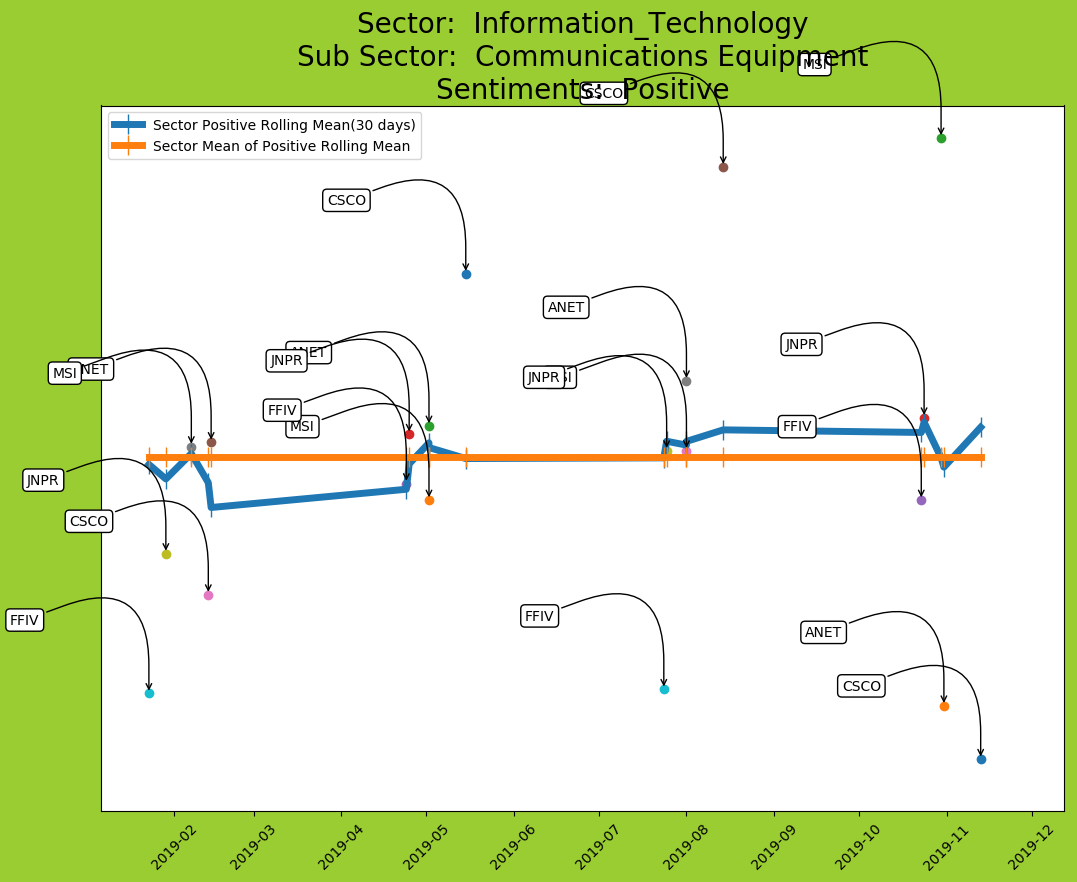 Sector:  Information_Technology
Sub Sector:  Communications Equipment
Sentiments:  Positive
MSI
CSCO
Sector Positive Rolling Mean(30 days)
Sector Mean of Positive Rolling Mean
CSCO
ANET
JNPR
ANET
JNPR
MSI
ANET
JNPR
MSI
FFIV
MSI
FFIV
JNPR
CSCO
FFIV
FFIV
ANET
CSCO
2019-02
2019-03
2019-04
2019-05
2019-06
2019-07
2019-08
2019-09
2019-10
2019-11
2019-12